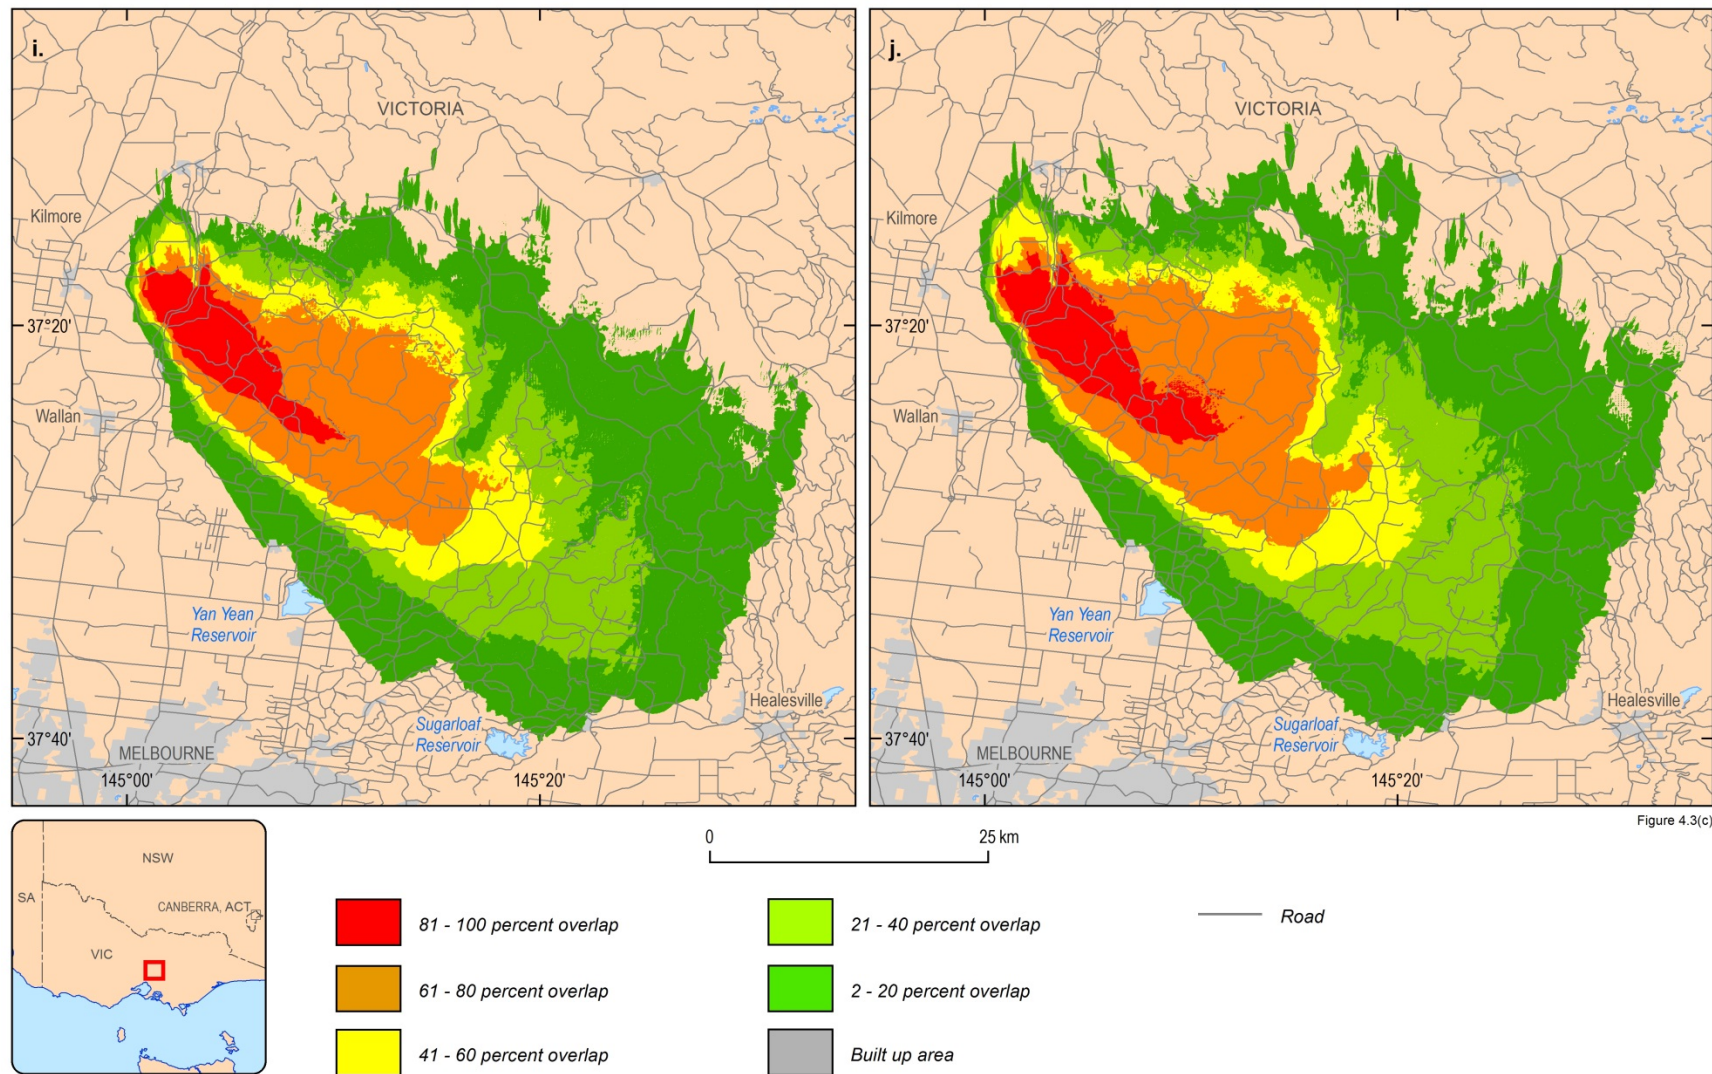 i.
VICTORIA
Kilmore
37°20'
Wallan
Yan Yean
Reservoir
Healesville
Sugarloaf
Reservoir
37°40'
MELBOURNE
145°00'
145°20'
j.
VICTORIA
Kilmore
37°20'
Wallan
Yan Yean
Reservoir
Healesville
Sugarloaf
Reservoir
37°40'
MELBOURNE
145°00'
145°20'
Figure 4.3(c)
0 25 km
NSW
SA
CANBERRA, ACT
VIC
81 - 100 percent overlap
61 - 80 percent overlap
41 - 60 percent overlap
21 - 40 percent overlap
2 - 20 percent overlap
Built up area
Road